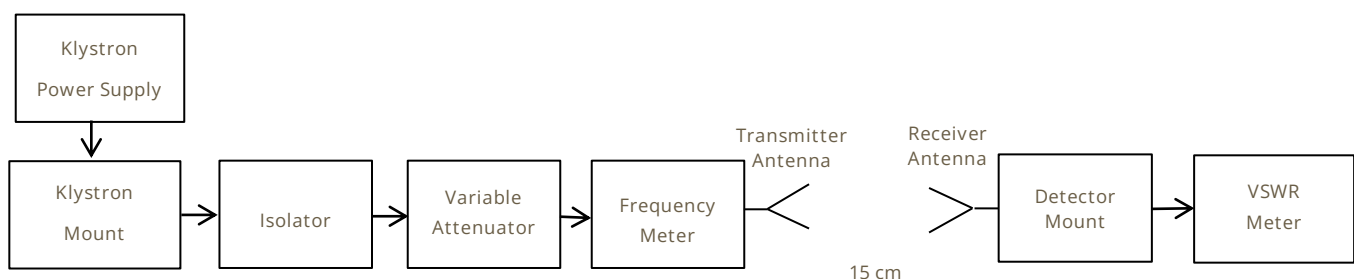 Klystron
Power Supply
Klystron
Mount
Isolator
Variable
Attenuator
Frequency
Meter
Transmitter
Antenna
Receiver
Antenna
15 cm
Detector
Mount
VSWR
Meter